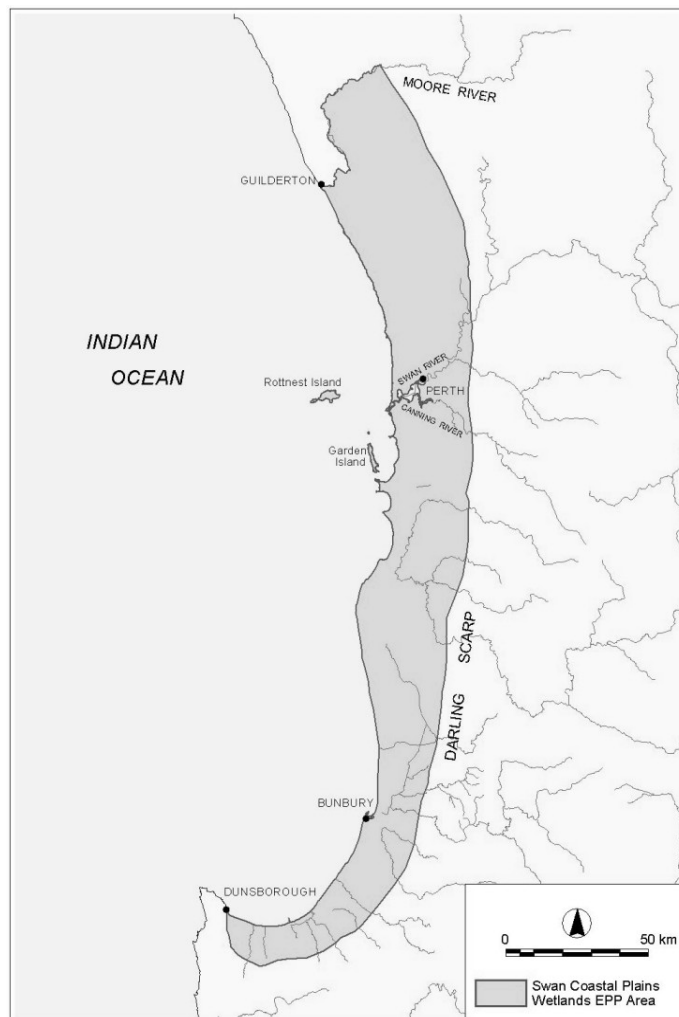 MOORE RIVER
GUILDERTON
INDIAN
OCEAN
SWAN RIVER
Rottnest Island
PERTH
CANNING RIVER
Garden
Island
DARLING SCARP
BUNBURY
DUNSBOROUGH
0 50 km
Swan Coastal Plains
Wetlands EPP Area